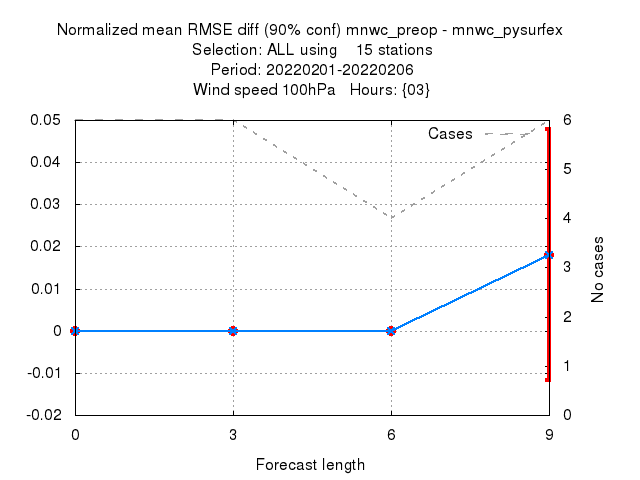 Normalized mean RMSE diff (90% conf) mnwc_preop - mnwc_pysurfex
Selection: ALL using    15 stations
Period: 20220201-20220206
Wind speed 100hPa   Hours: {03}
Cases
0.05
0.04
0.03
0.02
0.01
0
-0.01
-0.02
6
5
4
3
2
1
0
No cases
0 3 6 9
Forecast length